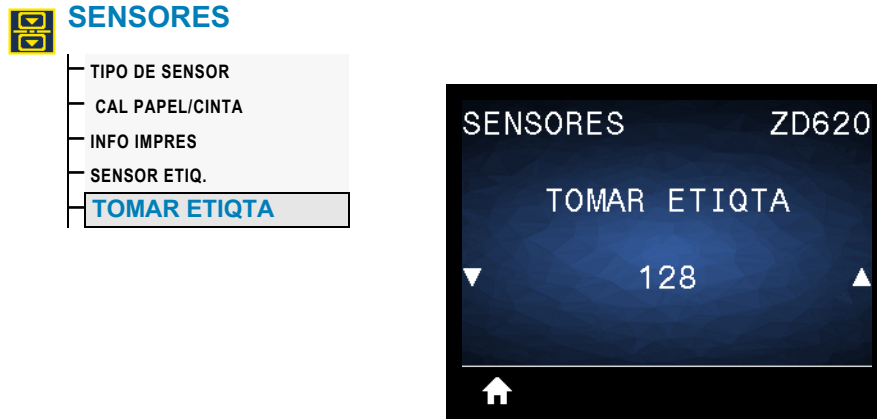 SENSORES
TIPO DE SENSOR
CAL PAPEL/CINTA
INFO IMPRES
SENSOR ETIQ.
TOMAR ETIQTA
SENSORES ZD620
TOMAR ETIQTA
128